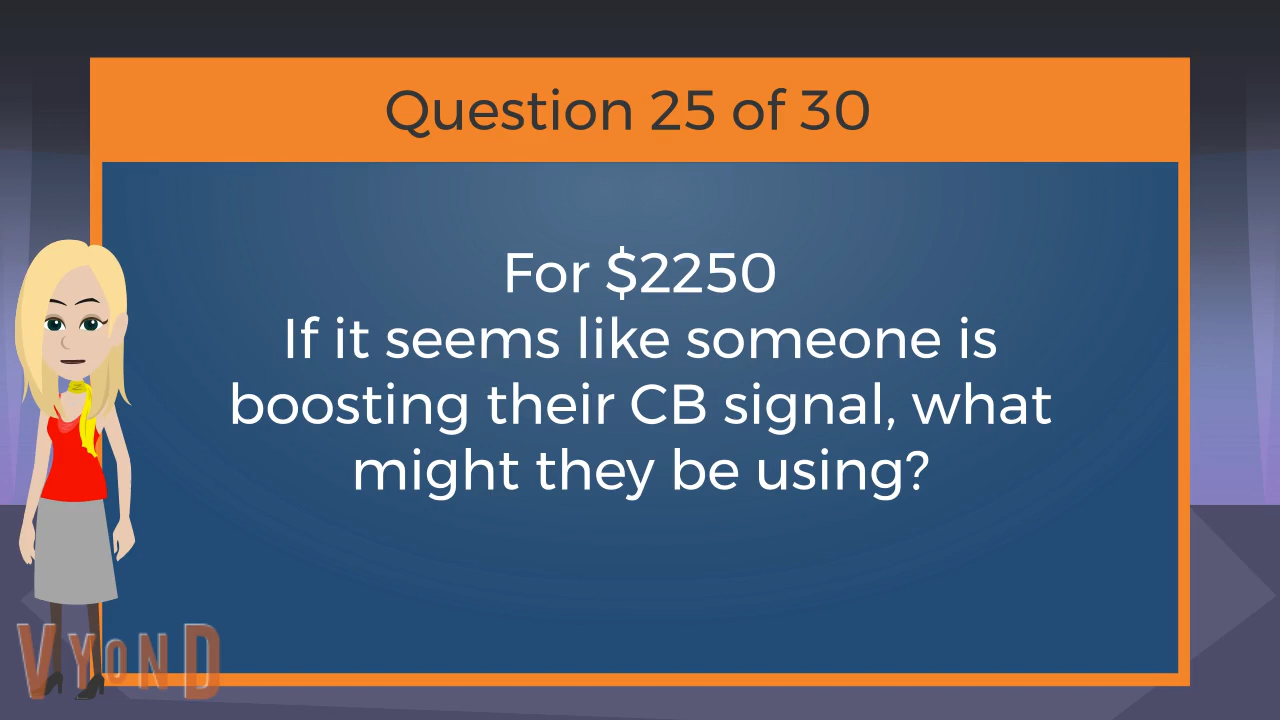 Question 25 of 30
For $2250
If it seems like someone is
boosting their CB signal, what
might they be using?
VYOND